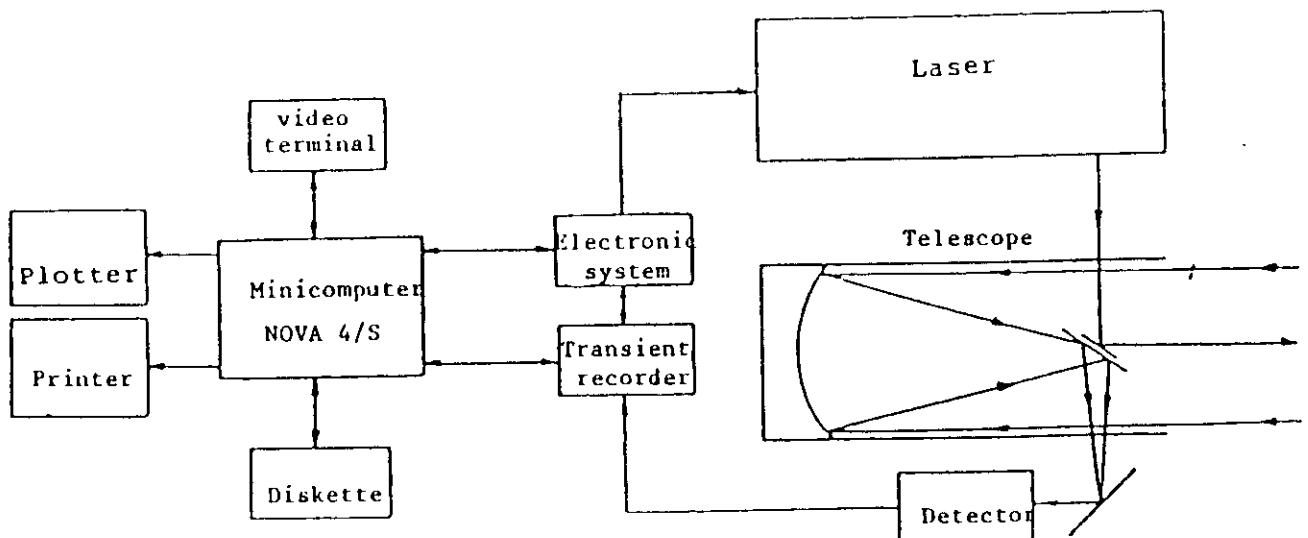 Laser
video
terminal
Telescope
Electronic
system
Plotter
Minicomputer
NOVA 4/S
Transient
recorder
Printer
Diskette
Detector